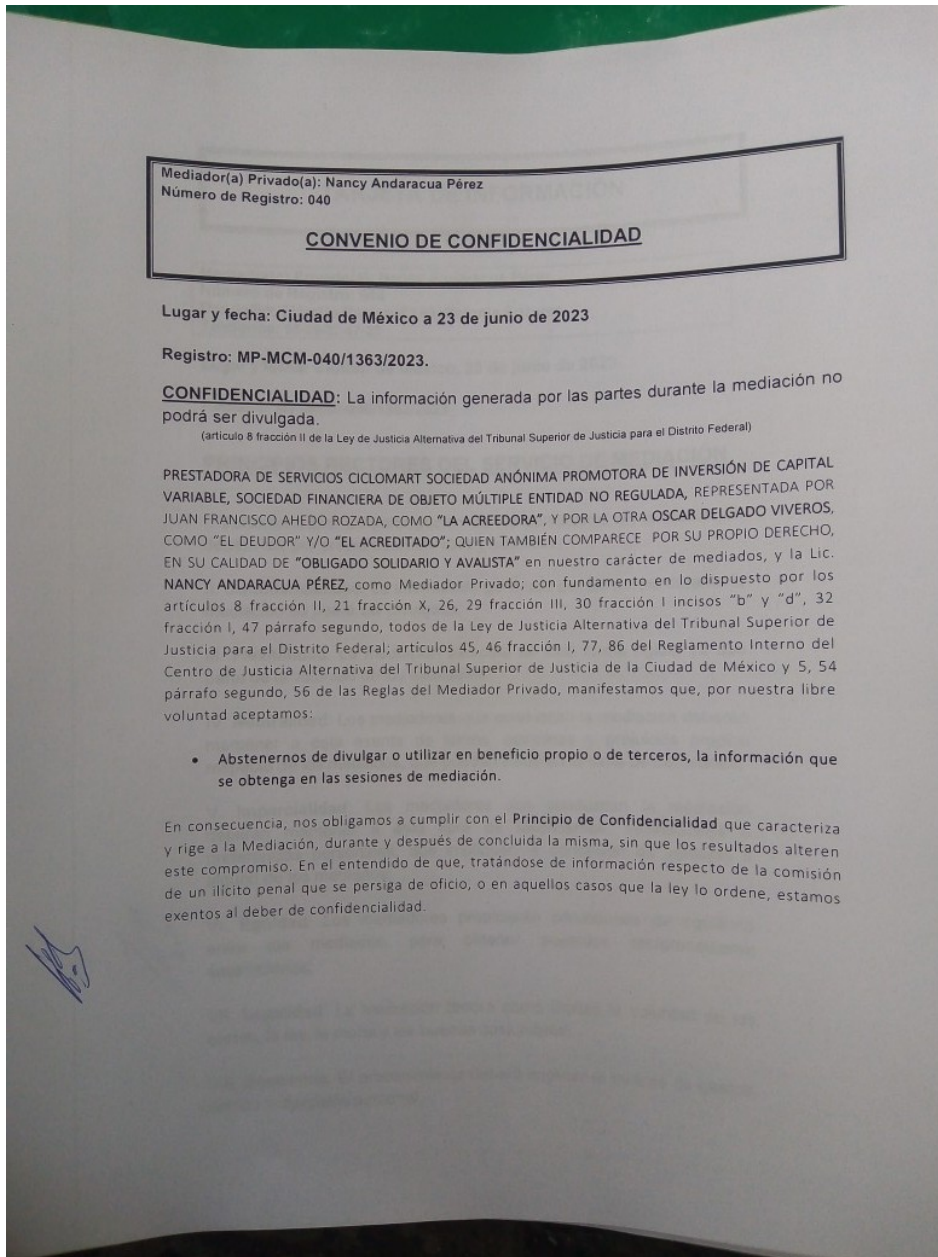 Mediador(a) Privado(a): Nancy Andaracua Pérez
Número de Registro: 040
CONVENIO DE CONFIDENCIALIDAD
Lugar y fecha: Ciudad de México a 23 de junio de 2023
Registro: MP-MCM-040/1363/2023.
CONFIDENCIALIDAD: La información generada por las partes durante la mediación no
podrá ser divulgada.
(articulo 8 fracción II de la Ley de Justicia Alternativa del Tribunal Superior de Justicia para el Distrito Federal)
PRESTADORA DE SERVICIOS CICLOMART SOCIEDAD ANÓNIMA PROMOTORA DE INVERSIÓN DE CAPITAL
VARIABLE, SOCIEDAD FINANCIERA DE OBJETO MÚLTIPLE ENTIDAD NO REGULADA, REPRESENTADA POR
JUAN FRANCISCO AHEDO ROZADA, COMO "LA ACREEDORA", Y POR LA OTRA OSCAR DELGADO VIVEROS,
COMO "EL DEUDOR" Y/O "EL ACREDITADO"; QUIEN TAMBIÉN COMPARECE POR SU PROPIO DERECHO,
EN SU CALIDAD DE "OBLIGADO SOLIDARIO Y AVALISTA" en nuestro carácter de mediados, y la Lic.
NANCY ANDARACUA PÉREZ, como Mediador Privado; con fundamento en lo dispuesto por los
artículos 8 fracción II, 21 fracción X, 26, 29 fracción III, 30 fracción I incisos "b" y "d", 32
fracción I, 47 párrafo segundo, todos de la Ley de Justicia Alternativa del Tribunal Superior de
Justicia para el Distrito Federal; artículos 45, 46 fracción I, 77, 86 del Reglamento Interno del
Centro de Justicia Alternativa del Tribunal Superior de Justicia de la Ciudad de México y 5, 54
párrafo segundo, 56 de las Reglas del Mediador Privado, manifestamos que, por nuestra libre
voluntad aceptamos:
• Abstenernos de divulgar o utilizar en beneficio propio o de terceros, la información que
se obtenga en las sesiones de mediación.
En consecuencia, nos obligamos a cumplir con el Principio de Confidencialidad que caracteriza
y rige a la Mediación, durante y después de concluida la misma, sin que los resultados alteren
este compromiso. En el entendido de que, tratándose de información respecto de la comisión
de un ilícito penal que se persiga de oficio, o en aquellos casos que la ley lo ordene, estamos
exentos al deber de confidencialidad.